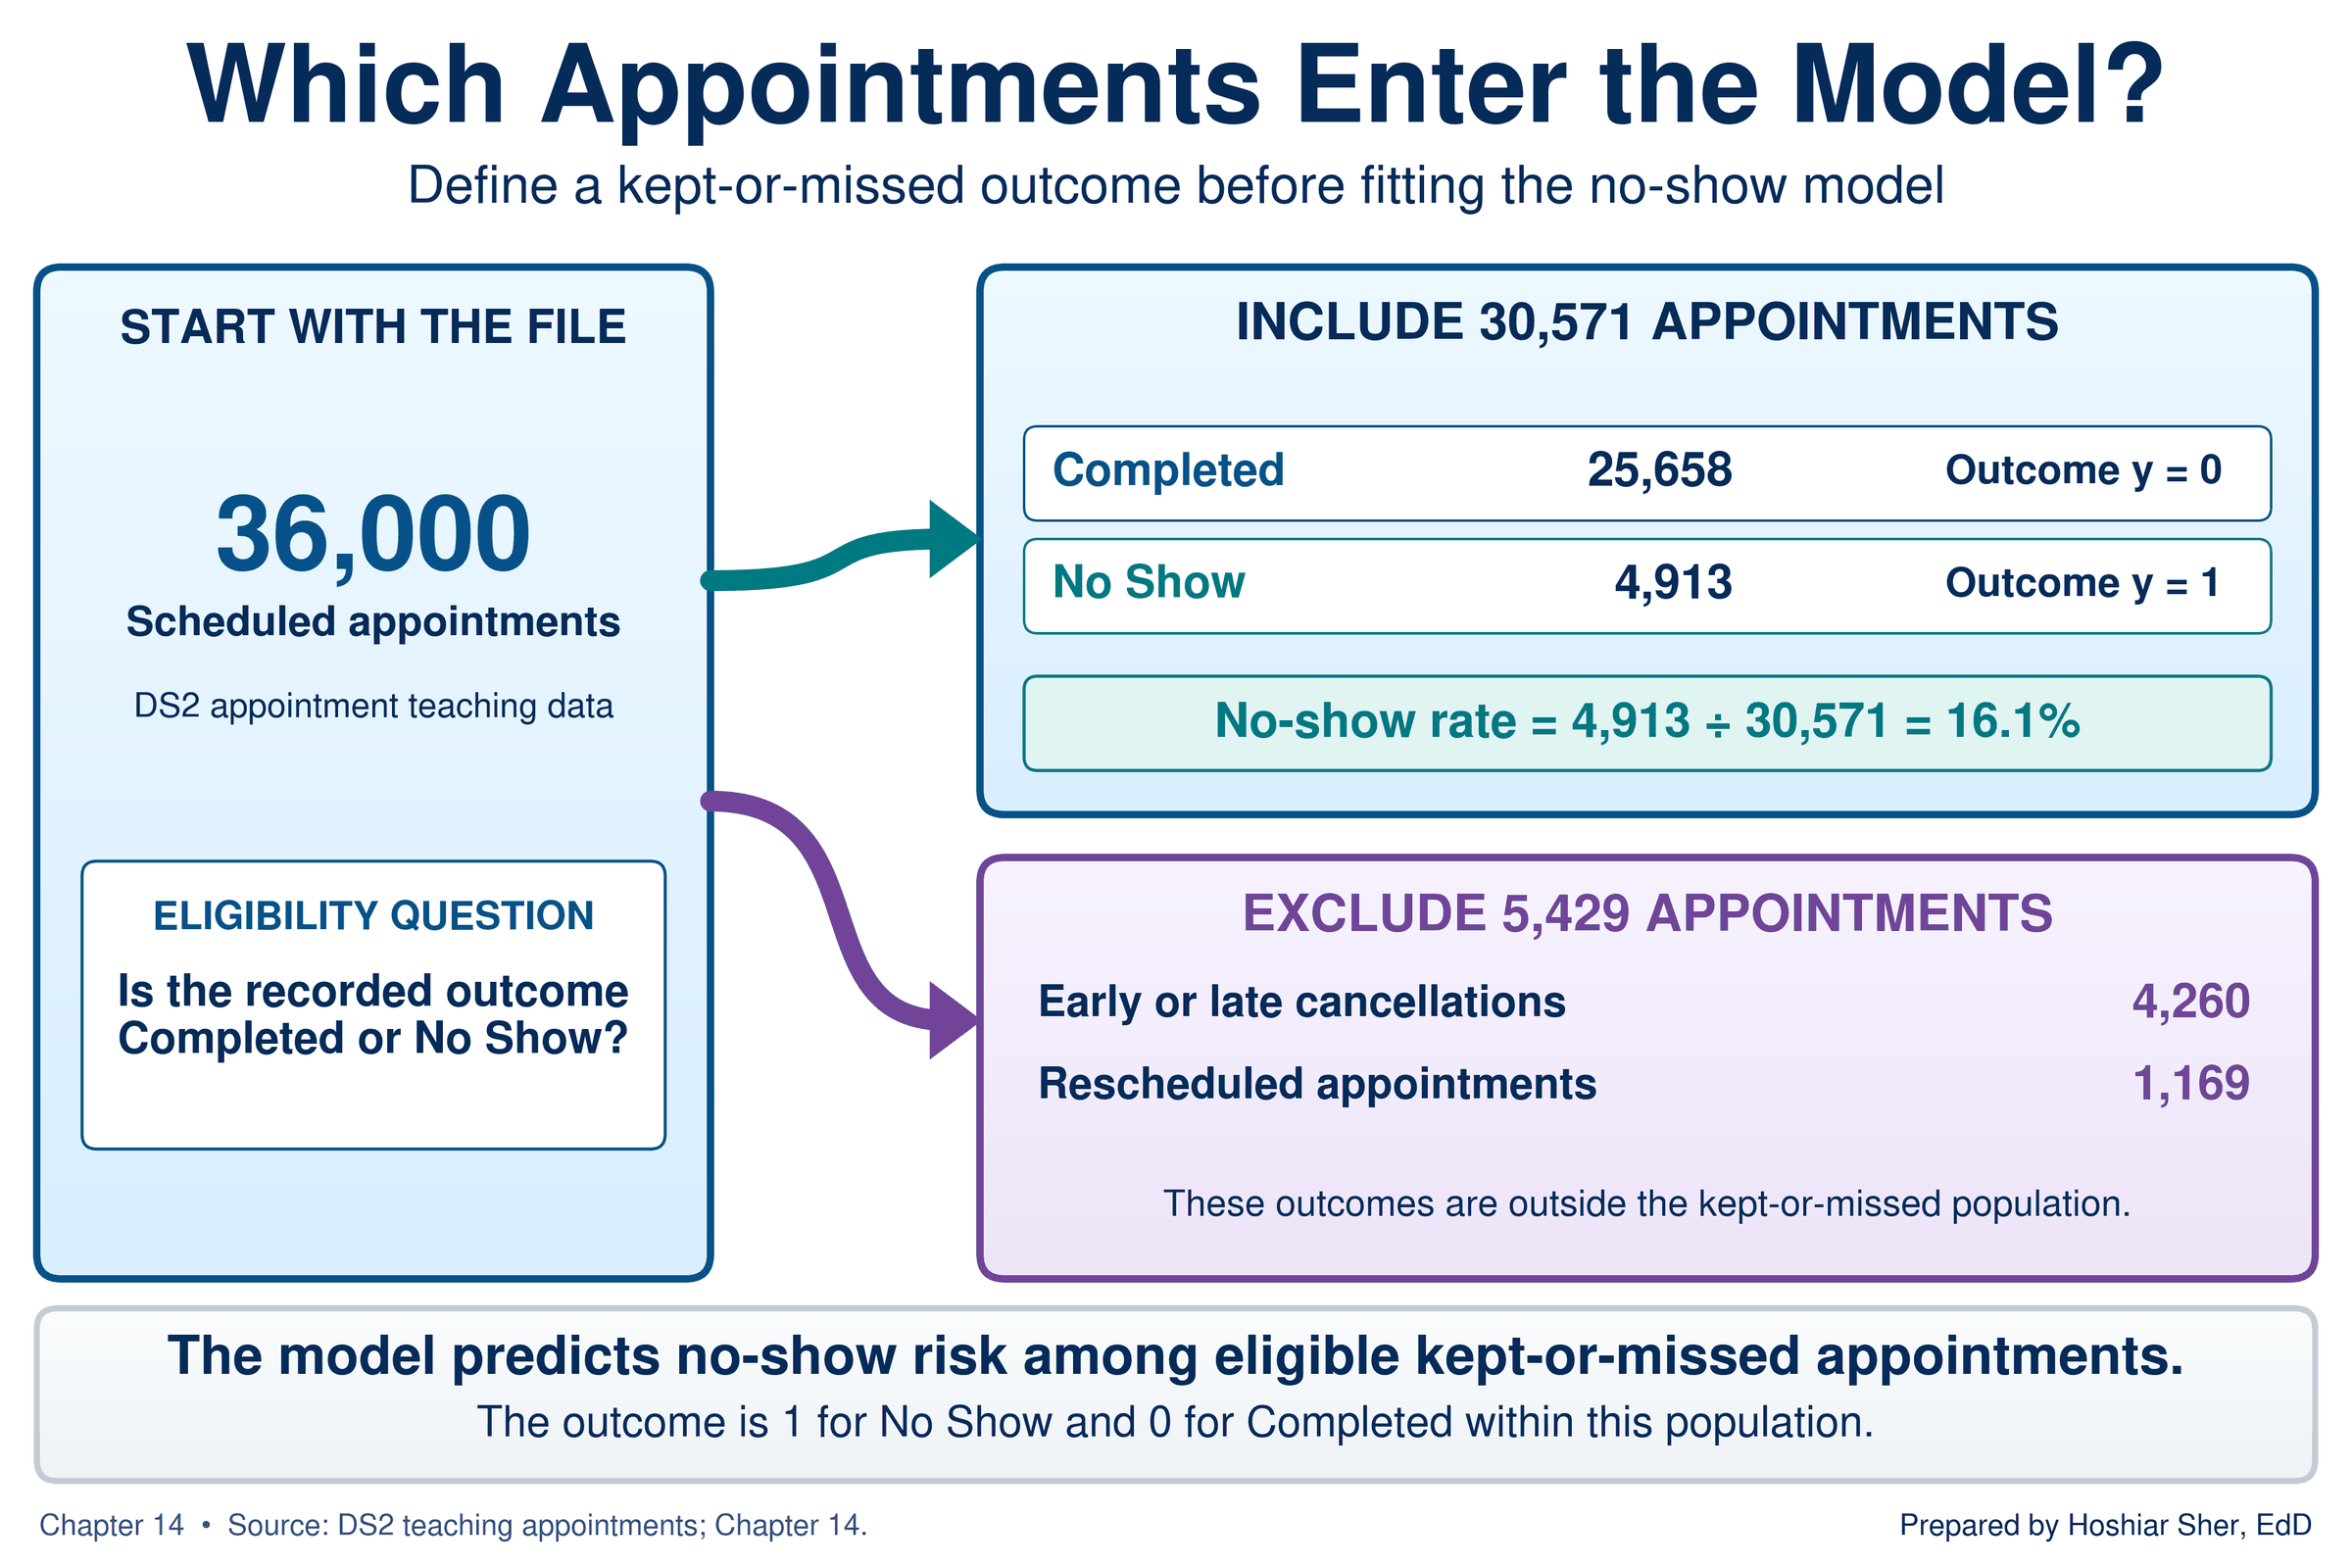 Which Appointments Enter the Model?
Define a kept-or-missed outcome before fitting the no-show model
START WITH THE FILE
36,000
Scheduled appointments
DS2 appointment teaching data
ELIGIBILITY QUESTION
Is the recorded outcome
Completed or No Show?
INCLUDE 30,571 APPOINTMENTS
Completed 25,658 Outcome y = 0
No Show 4,913 Outcome y = 1
No-show rate = 4,913 ÷ 30,571 = 16.1%
EXCLUDE 5,429 APPOINTMENTS
Early or late cancellations 4,260
Rescheduled appointments 1,169
These outcomes are outside the kept-or-missed population.
The model predicts no-show risk among eligible kept-or-missed appointments.
The outcome is 1 for No Show and 0 for Completed within this population.
Chapter 14 • Source: DS2 teaching appointments; Chapter 14.
Prepared by Hoshiar Sher, EdD